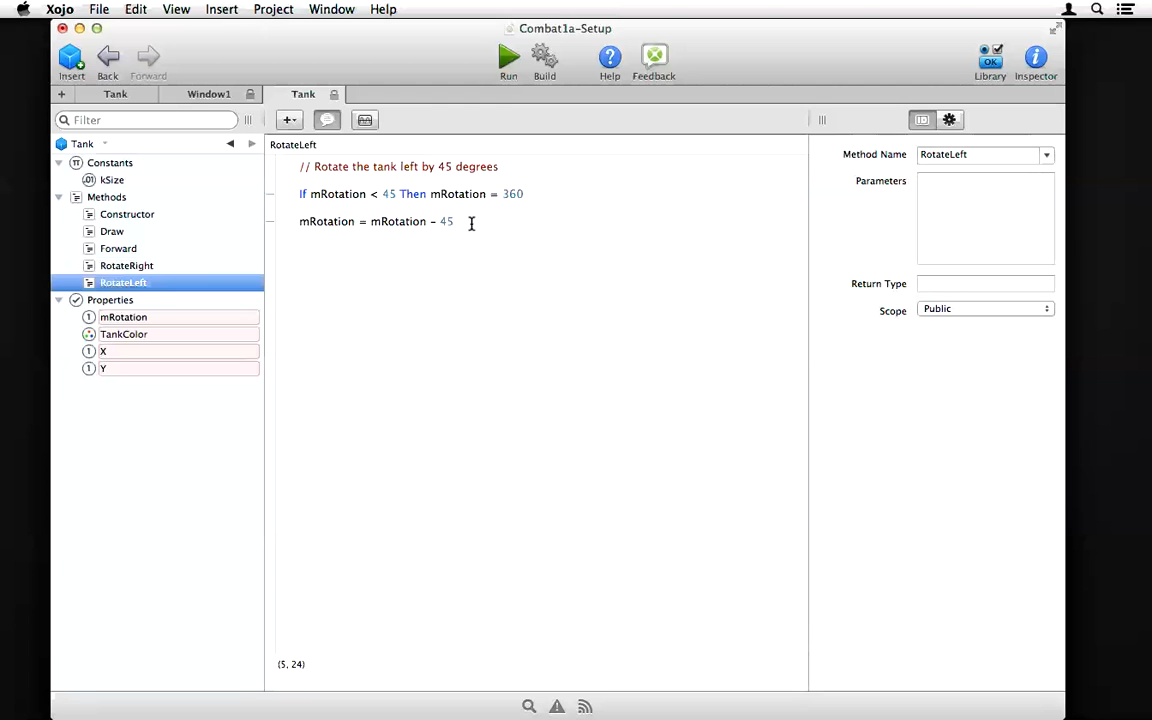 Xojo File Edit View Insert Project Window Help
Combat1a-Setup
Insert Back Forward Run Build Help Feedback OK Library Inspector
+ Tank Window1 Tank
Filter
Tank
Constants
kSize
Methods
Constructor
Draw
Forward
RotateRight
RotateLeft
Properties
mRotation
TankColor
X
Y
RotateLeft
// Rotate the tank left by 45 degrees
If mRotation < 45 Then mRotation = 360
mRotation = mRotation - 45
(5, 24)
Method Name RotateLeft
Parameters
Return Type
Scope Public